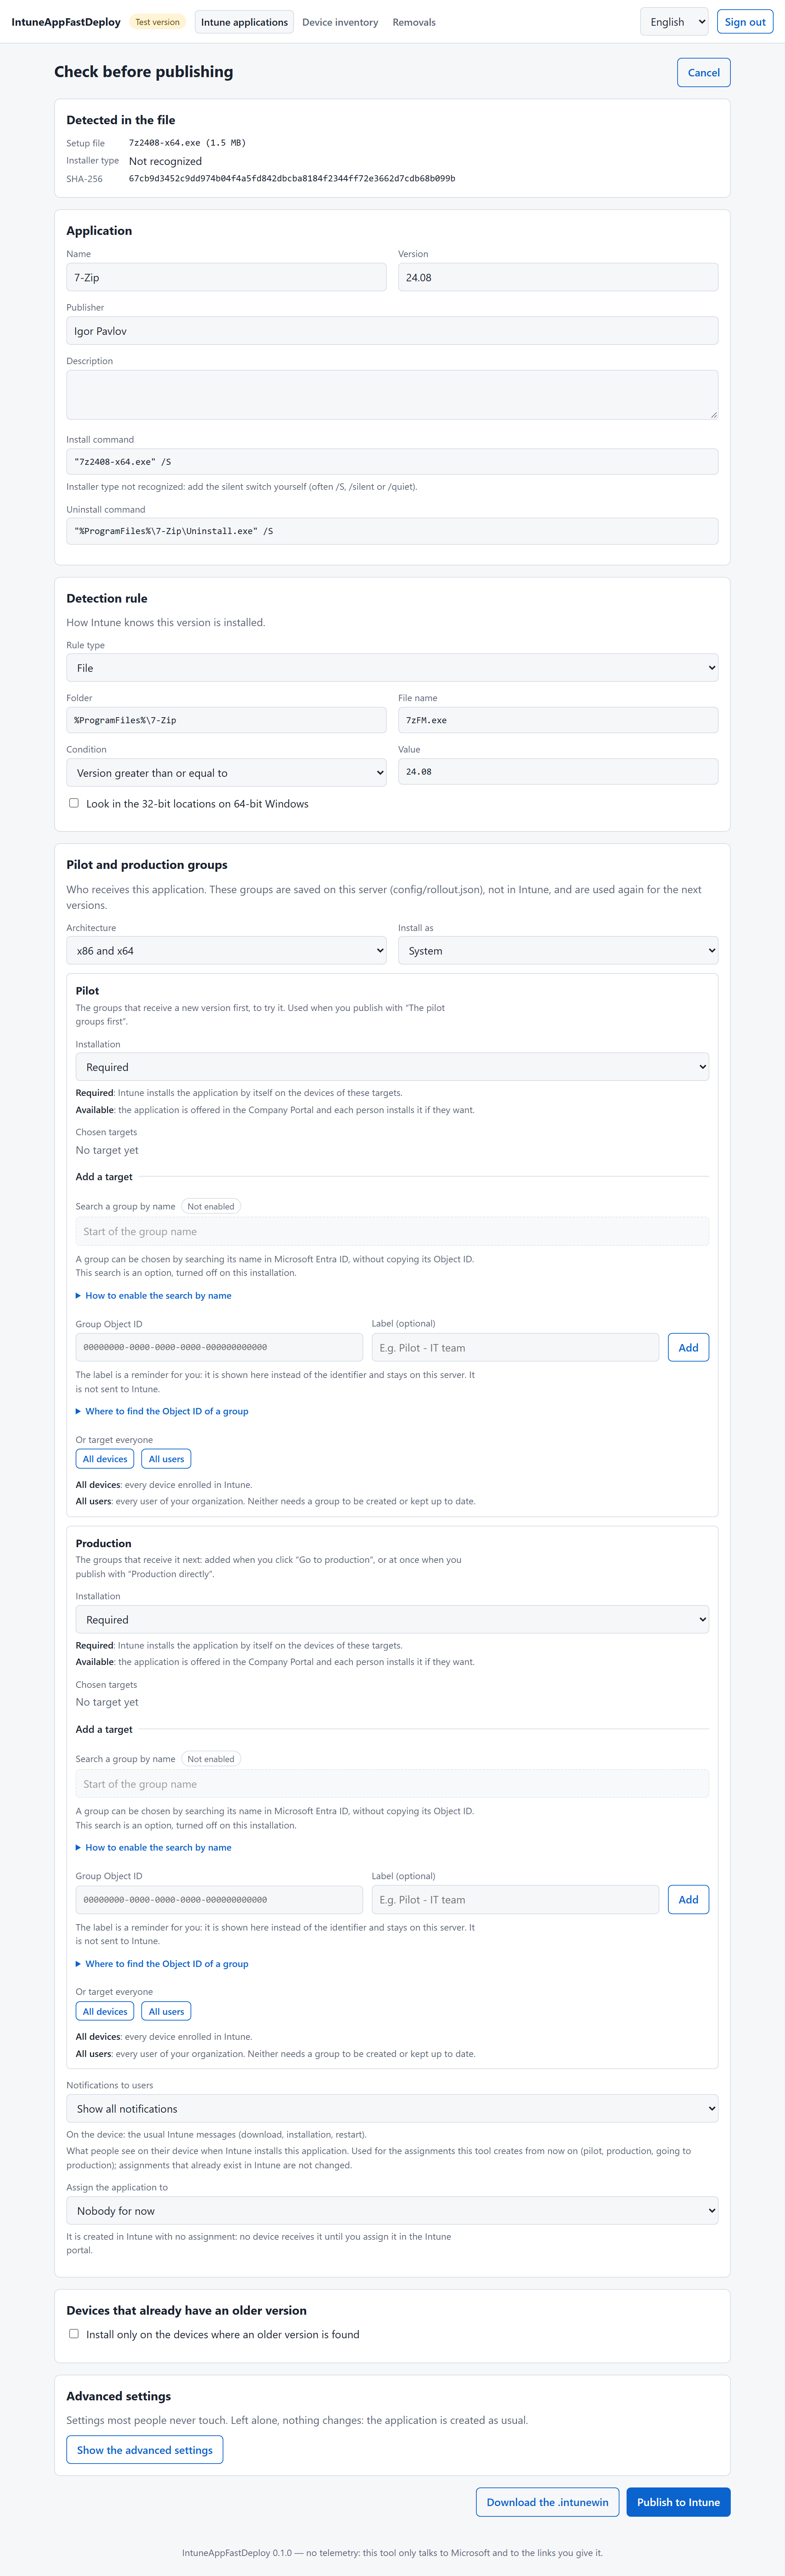 IntuneAppFastDeploy Test version Intune applications Device inventory Removals English Sign out
Check before publishing Cancel
Detected in the file
Setup file 7z2408-x64.exe (1.5 MB)
Installer type Not recognized
SHA-256 67cb9d3452c9dd974b04f4a5fd842dbcba8184f2344ff72e3662d7cdb68b099b
Application
Name Version
7-Zip 24.08
Publisher
Igor Pavlov
Description
Install command
"7z2408-x64.exe" /S
Installer type not recognized: add the silent switch yourself (often /S, /silent or /quiet).
Uninstall command
"%ProgramFiles%\7-Zip\Uninstall.exe" /S
Detection rule
How Intune knows this version is installed.
Rule type
File
Folder File name
%ProgramFiles%\7-Zip 7zFM.exe
Condition Value
Version greater than or equal to 24.08
Look in the 32-bit locations on 64-bit Windows
Pilot and production groups
Who receives this application. These groups are saved on this server (config/rollout.json), not in Intune, and are used again for the next
versions.
Architecture Install as
x86 and x64 System
Pilot
The groups that receive a new version first, to try it. Used when you publish with “The pilot
groups first”.
Installation
Required
Required: Intune installs the application by itself on the devices of these targets.
Available: the application is offered in the Company Portal and each person installs it if they want.
Chosen targets
No target yet
Add a target
Search a group by name Not enabled
Start of the group name
A group can be chosen by searching its name in Microsoft Entra ID, without copying its Object ID.
This search is an option, turned off on this installation.
How to enable the search by name
Group Object ID Label (optional)
00000000-0000-0000-0000-000000000000 E.g. Pilot - IT team Add
The label is a reminder for you: it is shown here instead of the identifier and stays on this server. It
is not sent to Intune.
Where to find the Object ID of a group
Or target everyone
All devices All users
All devices: every device enrolled in Intune.
All users: every user of your organization. Neither needs a group to be created or kept up to date.
Production
The groups that receive it next: added when you click “Go to production”, or at once when you
publish with “Production directly”.
Installation
Required
Required: Intune installs the application by itself on the devices of these targets.
Available: the application is offered in the Company Portal and each person installs it if they want.
Chosen targets
No target yet
Add a target
Search a group by name Not enabled
Start of the group name
A group can be chosen by searching its name in Microsoft Entra ID, without copying its Object ID.
This search is an option, turned off on this installation.
How to enable the search by name
Group Object ID Label (optional)
00000000-0000-0000-0000-000000000000 E.g. Pilot - IT team Add
The label is a reminder for you: it is shown here instead of the identifier and stays on this server. It
is not sent to Intune.
Where to find the Object ID of a group
Or target everyone
All devices All users
All devices: every device enrolled in Intune.
All users: every user of your organization. Neither needs a group to be created or kept up to date.
Notifications to users
Show all notifications
On the device: the usual Intune messages (download, installation, restart).
What people see on their device when Intune installs this application. Used for the assignments this tool creates from now on (pilot, production, going to
production); assignments that already exist in Intune are not changed.
Assign the application to
Nobody for now
It is created in Intune with no assignment: no device receives it until you assign it in the Intune
portal.
Devices that already have an older version
Install only on the devices where an older version is found
Advanced settings
Settings most people never touch. Left alone, nothing changes: the application is created as usual.
Show the advanced settings
Download the .intunewin Publish to Intune
IntuneAppFastDeploy 0.1.0 — no telemetry: this tool only talks to Microsoft and to the links you give it.